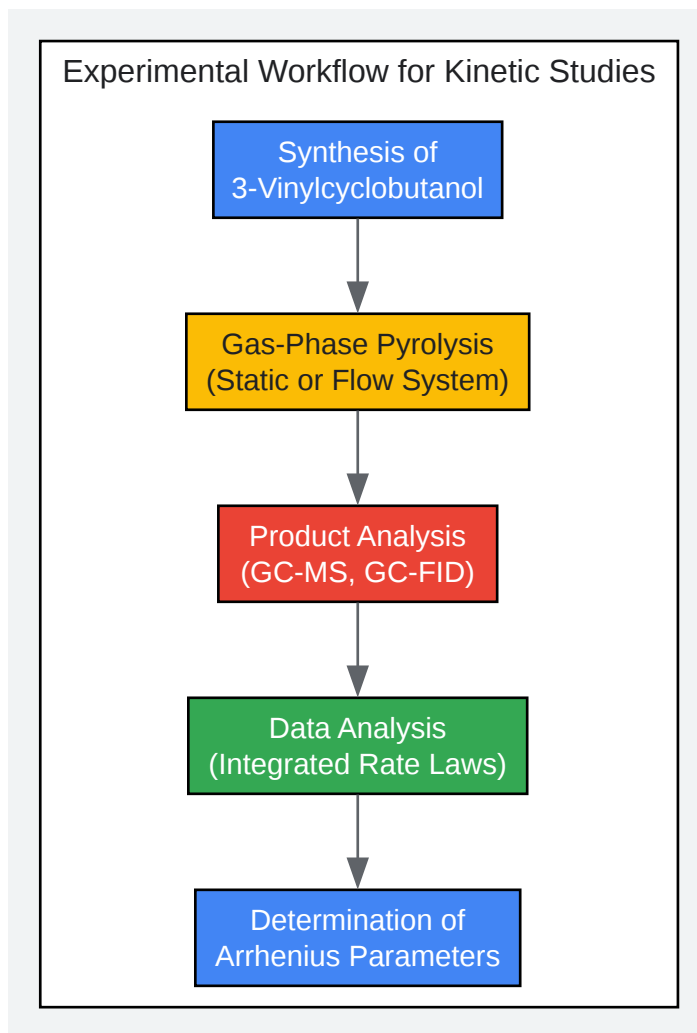 Experimental Workflow for Kinetic Studies
Synthesis of
3-Vinylcyclobutanol
Gas-Phase Pyrolysis
(Static or Flow System)
Product Analysis
(GC-MS, GC-FID)
Data Analysis
(Integrated Rate Laws)
Determination of
Arrhenius Parameters